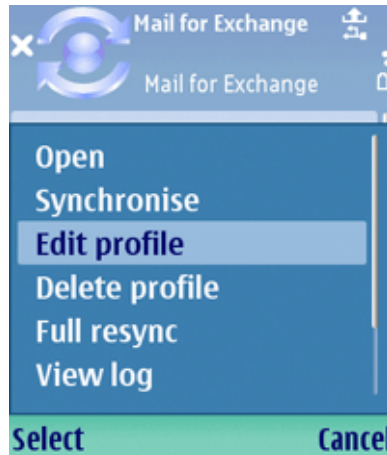 Mail for Exchange
Mail for Exchange
Open
Synchronise
Edit profile
Delete profile
Full resync
View log
Select Cancel